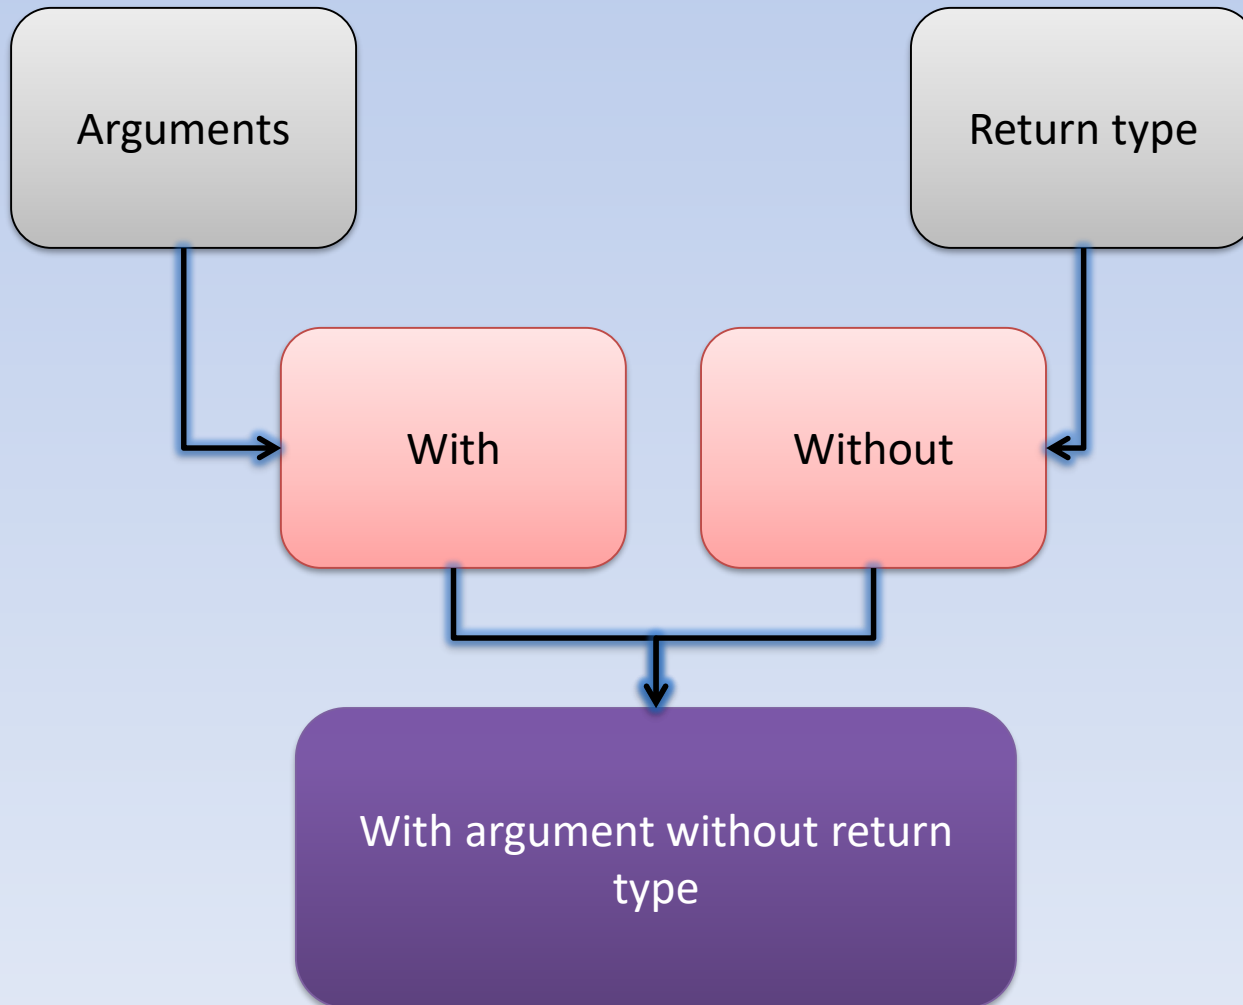 Arguments
Return type
With
Without
With argument without return
type